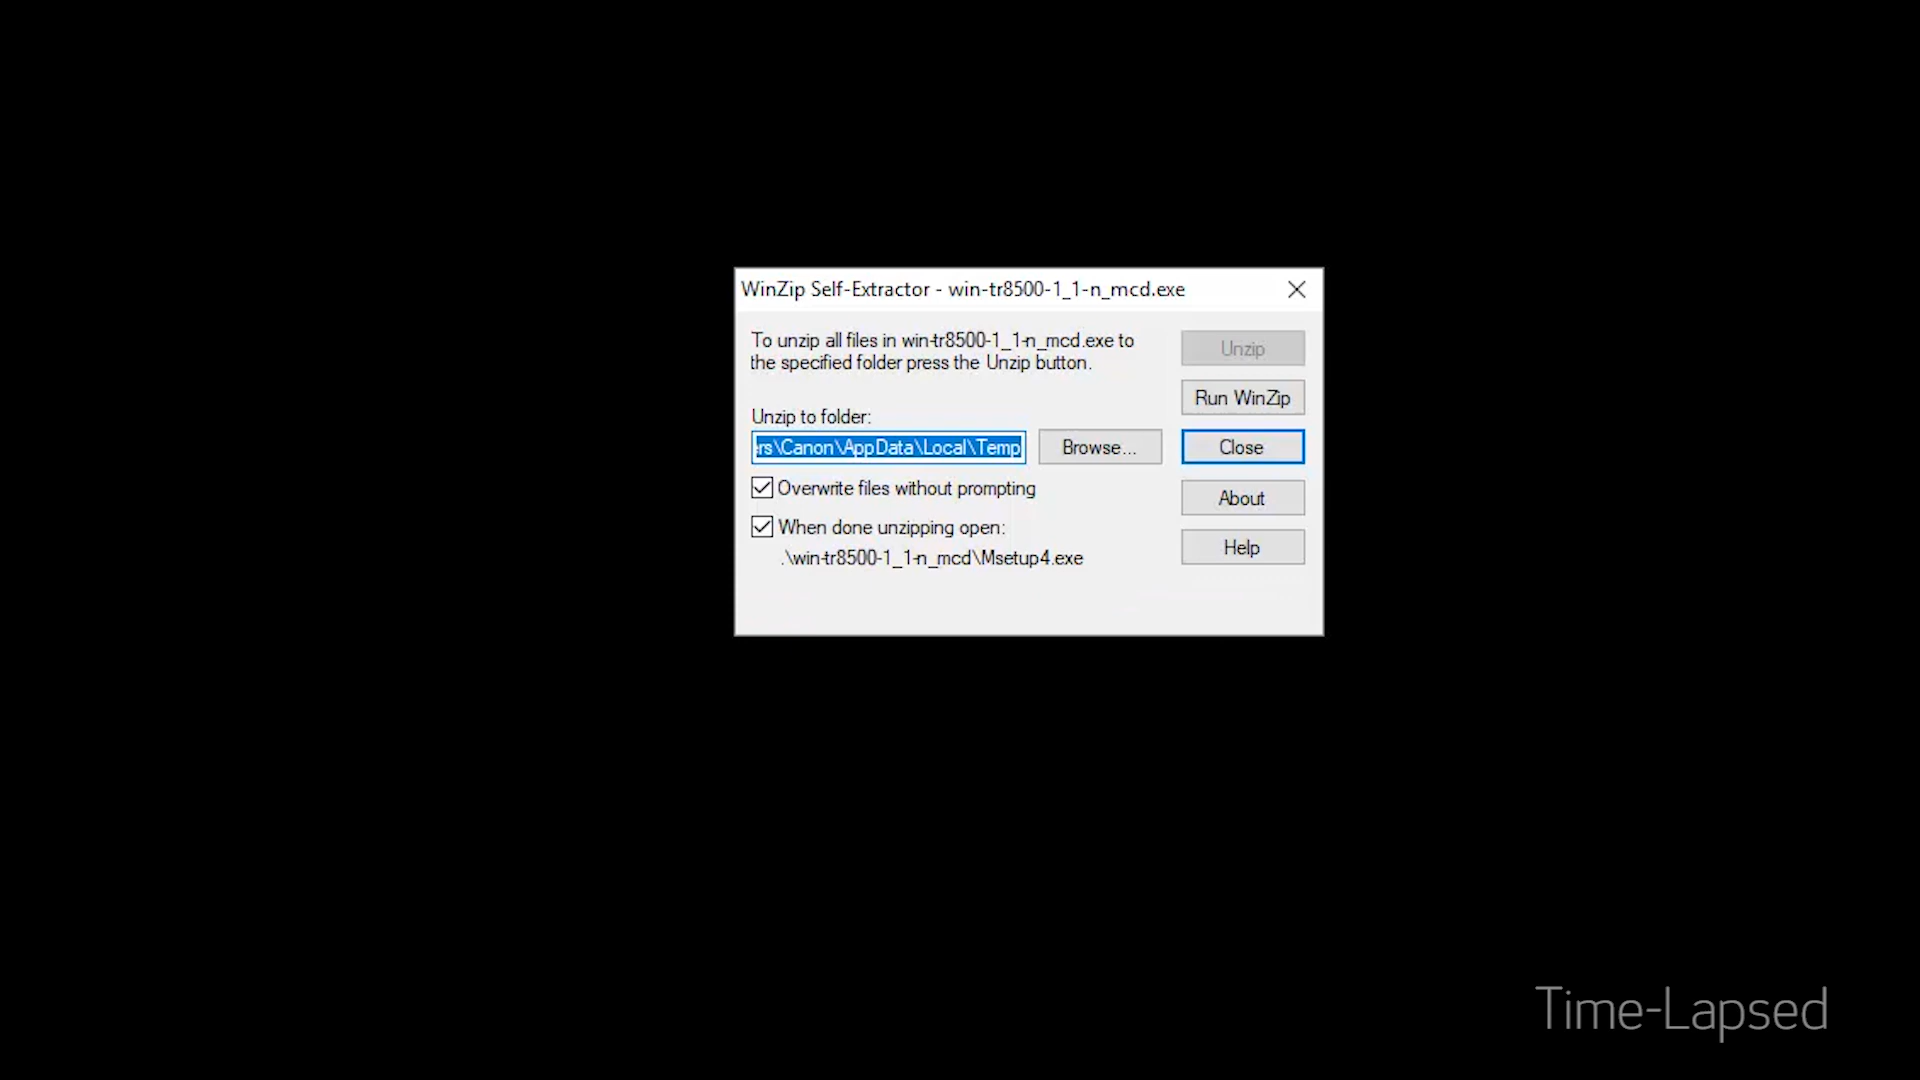 WinZip Self-Extractor - win-tr8500-1_1-n_mcd.exe
To unzip all files in win-tr8500-1_1-n_mcd.exe to
the specified folder press the Unzip button.
Unzip
Run WinZip
Unzip to folder:
ers\Canon\AppData\Local\Temp
Browse...
Close
Overwrite files without prompting
About
When done unzipping open:
.\win-tr8500-1_1-n_mcd\Msetup4.exe
Help
Time-Lapsed